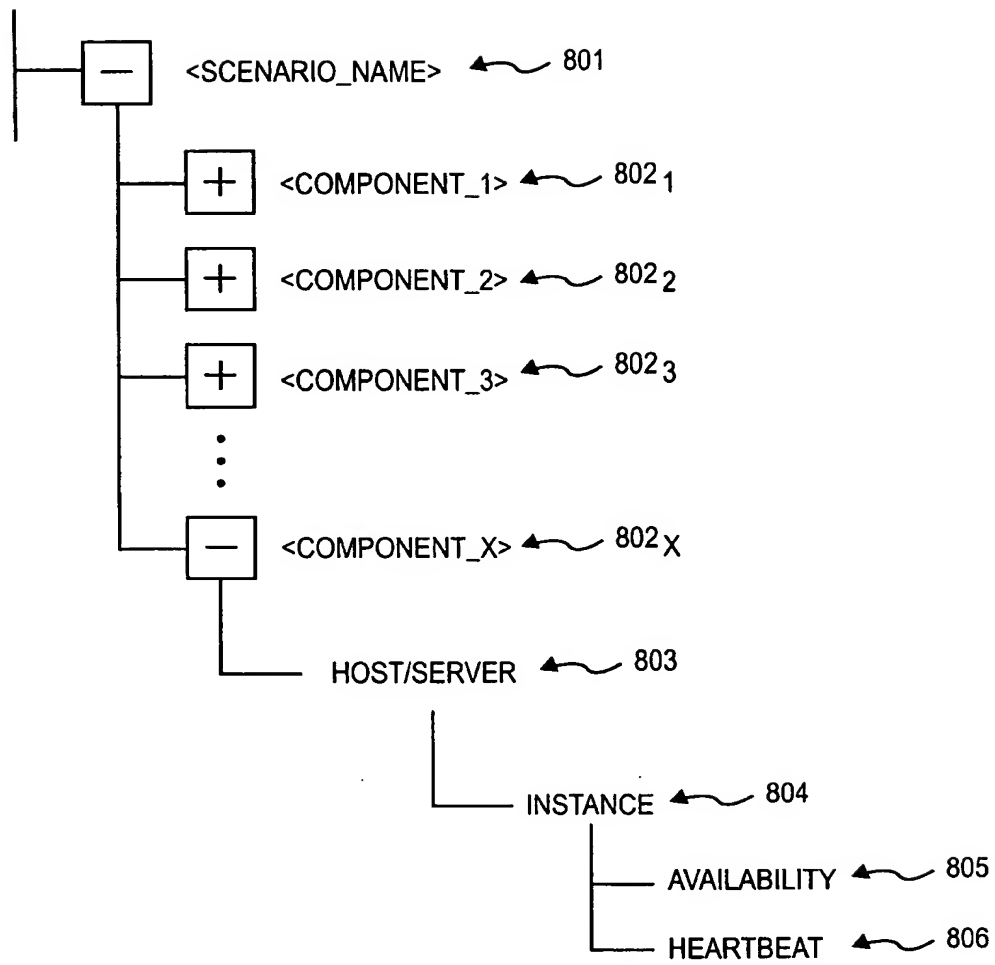 <SCENARIO_NAME> 801
<COMPONENT_1> 802 1
<COMPONENT_2> 802 2
<COMPONENT_3> 802 3
<COMPONENT_X> 802 X
HOST/SERVER 803
INSTANCE 804
AVAILABILITY 805
HEARTBEAT 806